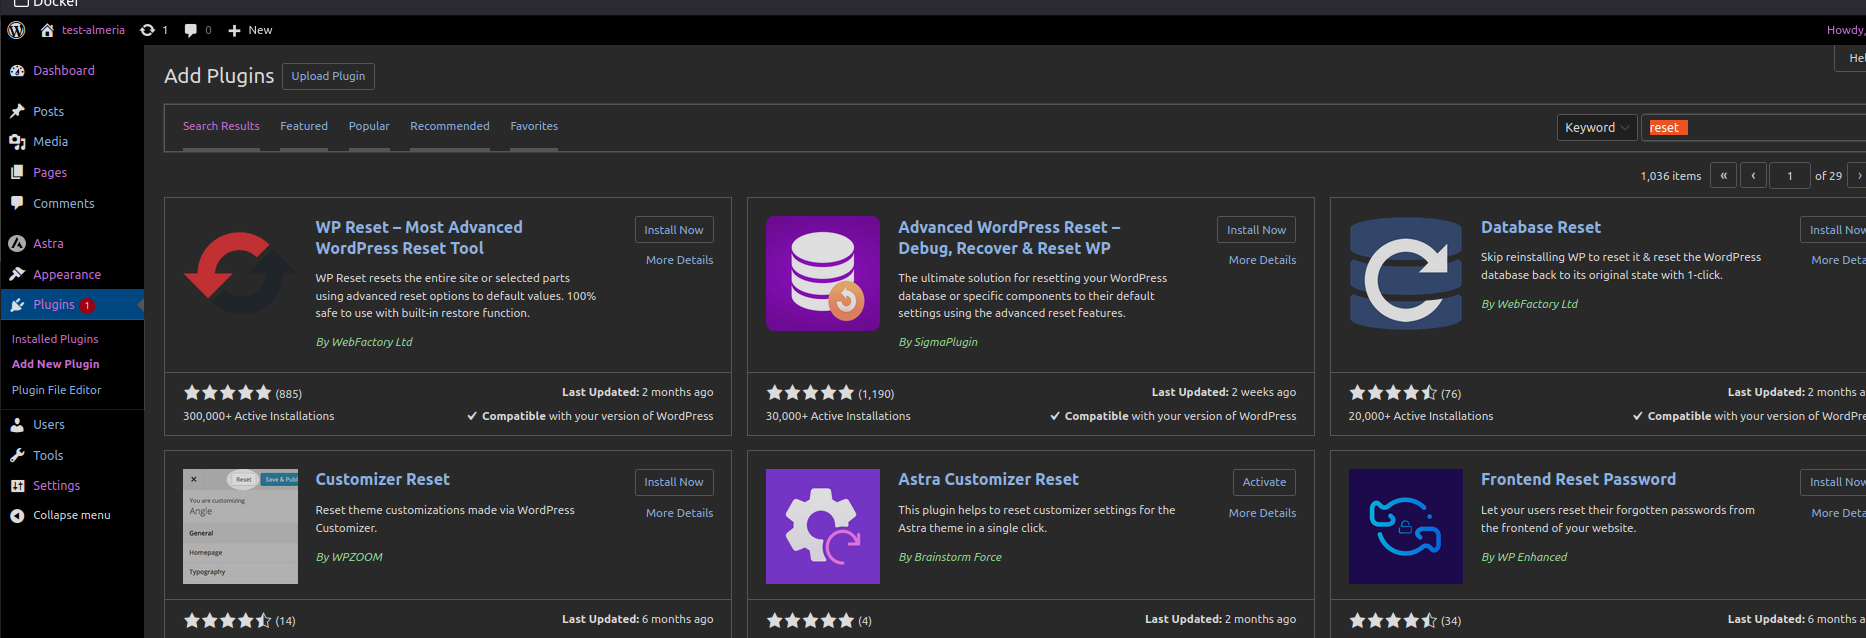 Docker
test-almeria
1
0
New
Howdy,
Dashboard
Posts
Media
Pages
Comments
Astra
Appearance
Plugins 1
Installed Plugins
Add New Plugin
Plugin File Editor
Users
Tools
Settings
Collapse menu
Hel
Add Plugins
Upload Plugin
Search Results
Featured
Popular
Recommended
Favorites
Keyword
reset
1,036 items
«
‹
1
of 29
›
WP Reset – Most Advanced
WordPress Reset Tool
Install Now
More Details
WP Reset resets the entire site or selected parts
using advanced reset options to default values. 100%
safe to use with built-in restore function.
By WebFactory Ltd
(885)
Last Updated: 2 months ago
300,000+ Active Installations
Compatible with your version of WordPress
Advanced WordPress Reset –
Debug, Recover & Reset WP
Install Now
More Details
The ultimate solution for resetting your WordPress
database or specific components to their default
settings using the advanced reset features.
By SigmaPlugin
(1,190)
Last Updated: 2 weeks ago
30,000+ Active Installations
Compatible with your version of WordPress
Database Reset
Install Now
More Deta
Skip reinstalling WP to reset it & reset the WordPress
database back to its original state with 1-click.
By WebFactory Ltd
(76)
Last Updated: 2 months a
20,000+ Active Installations
Compatible with your version of WordPre
Reset
Save & Publ
You are customizing
Angie
General
Homepage
Typography
Customizer Reset
Install Now
More Details
Reset theme customizations made via WordPress
Customizer.
By WPZOOM
(14)
Last Updated: 6 months ago
Astra Customizer Reset
Activate
More Details
This plugin helps to reset customizer settings for the
Astra theme in a single click.
By Brainstorm Force
(4)
Last Updated: 2 months ago
Frontend Reset Password
Install Now
More Deta
Let your users reset their forgotten passwords from
the frontend of your website.
By WP Enhanced
(34)
Last Updated: 6 months a